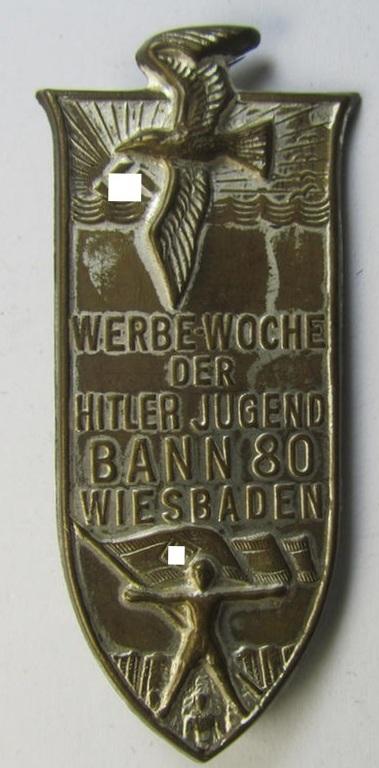 WERBE-WOCHE
DER
HITLER JUGEND
BANN 80
WIESBADEN